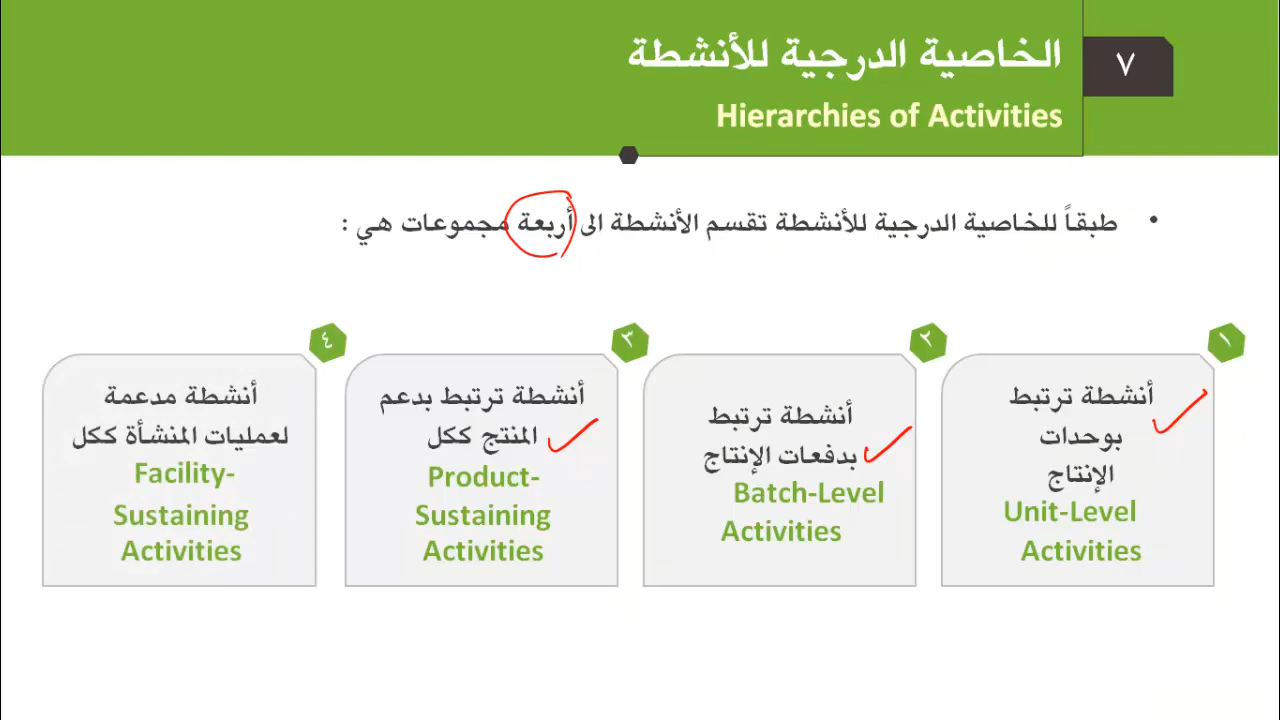 الخاصية الدرجية للأنشطة
٧
Hierarchies of Activities
• طبقاً للخاصية الدرجية للأنشطة تقسم الأنشطة الى أربعة مجموعات هي :
١
أنشطة ترتبط
بوحدات
الإنتاج
Unit-Level
Activities
٢
أنشطة ترتبط
بدفعات الإنتاج
Batch-Level
Activities
٣
أنشطة ترتبط بدعم
المنتج ككل
Product-
Sustaining
Activities
٤
أنشطة مدعمة
لعمليات المنشأة ككل
Facility-
Sustaining
Activities